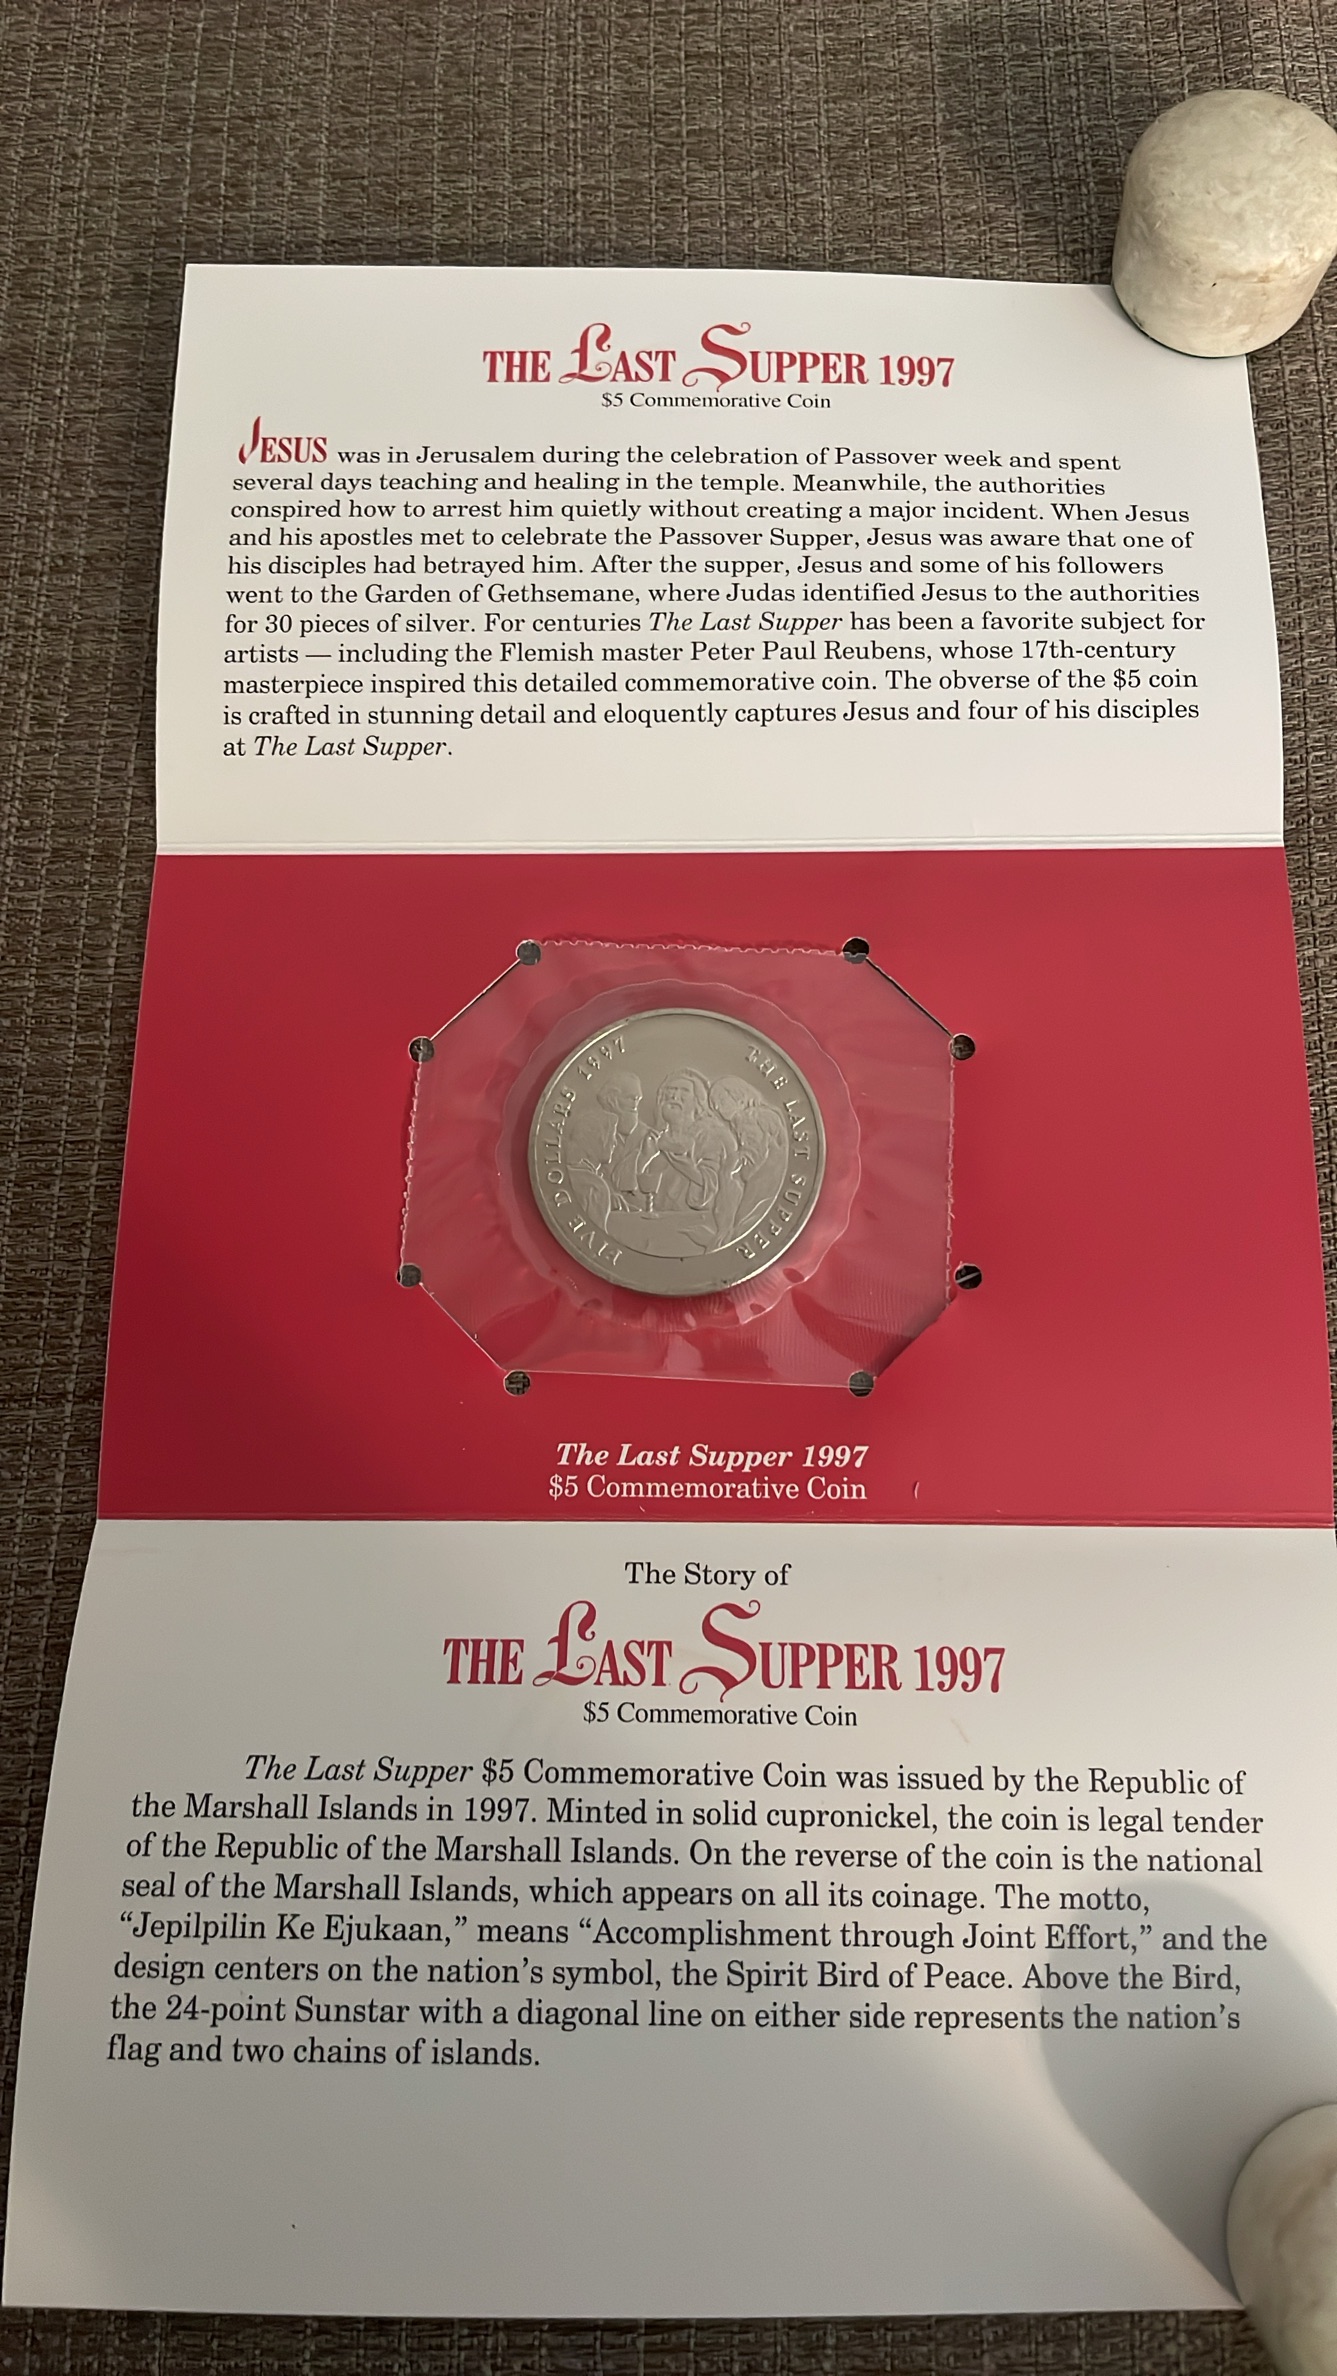 THE LAST SUPPER 1997
$5 Commemorative Coin
JESUS was in Jerusalem during the celebration of Passover week and spent
several days teaching and healing in the temple. Meanwhile, the authorities
conspired how to arrest him quietly without creating a major incident. When Jesus
and his apostles met to celebrate the Passover Supper, Jesus was aware that one of
his disciples had betrayed him. After the supper, Jesus and some of his followers
went to the Garden of Gethsemane, where Judas identified Jesus to the authorities
for 30 pieces of silver. For centuries The Last Supper has been a favorite subject for
artists — including the Flemish master Peter Paul Reubens, whose 17th-century
masterpiece inspired this detailed commemorative coin. The obverse of the $5 coin
is crafted in stunning detail and eloquently captures Jesus and four of his disciples
at The Last Supper.
FIVE DOLLARS 1997
THE LAST SUPPER
The Last Supper 1997
$5 Commemorative Coin
The Story of
THE LAST SUPPER 1997
$5 Commemorative Coin
The Last Supper $5 Commemorative Coin was issued by the Republic of
the Marshall Islands in 1997. Minted in solid cupronickel, the coin is legal tender
of the Republic of the Marshall Islands. On the reverse of the coin is the national
seal of the Marshall Islands, which appears on all its coinage. The motto,
“Jepilpilin Ke Ejukaan,” means “Accomplishment through Joint Effort,” and the
design centers on the nation’s symbol, the Spirit Bird of Peace. Above the Bird,
the 24-point Sunstar with a diagonal line on either side represents the nation’s
flag and two chains of islands.